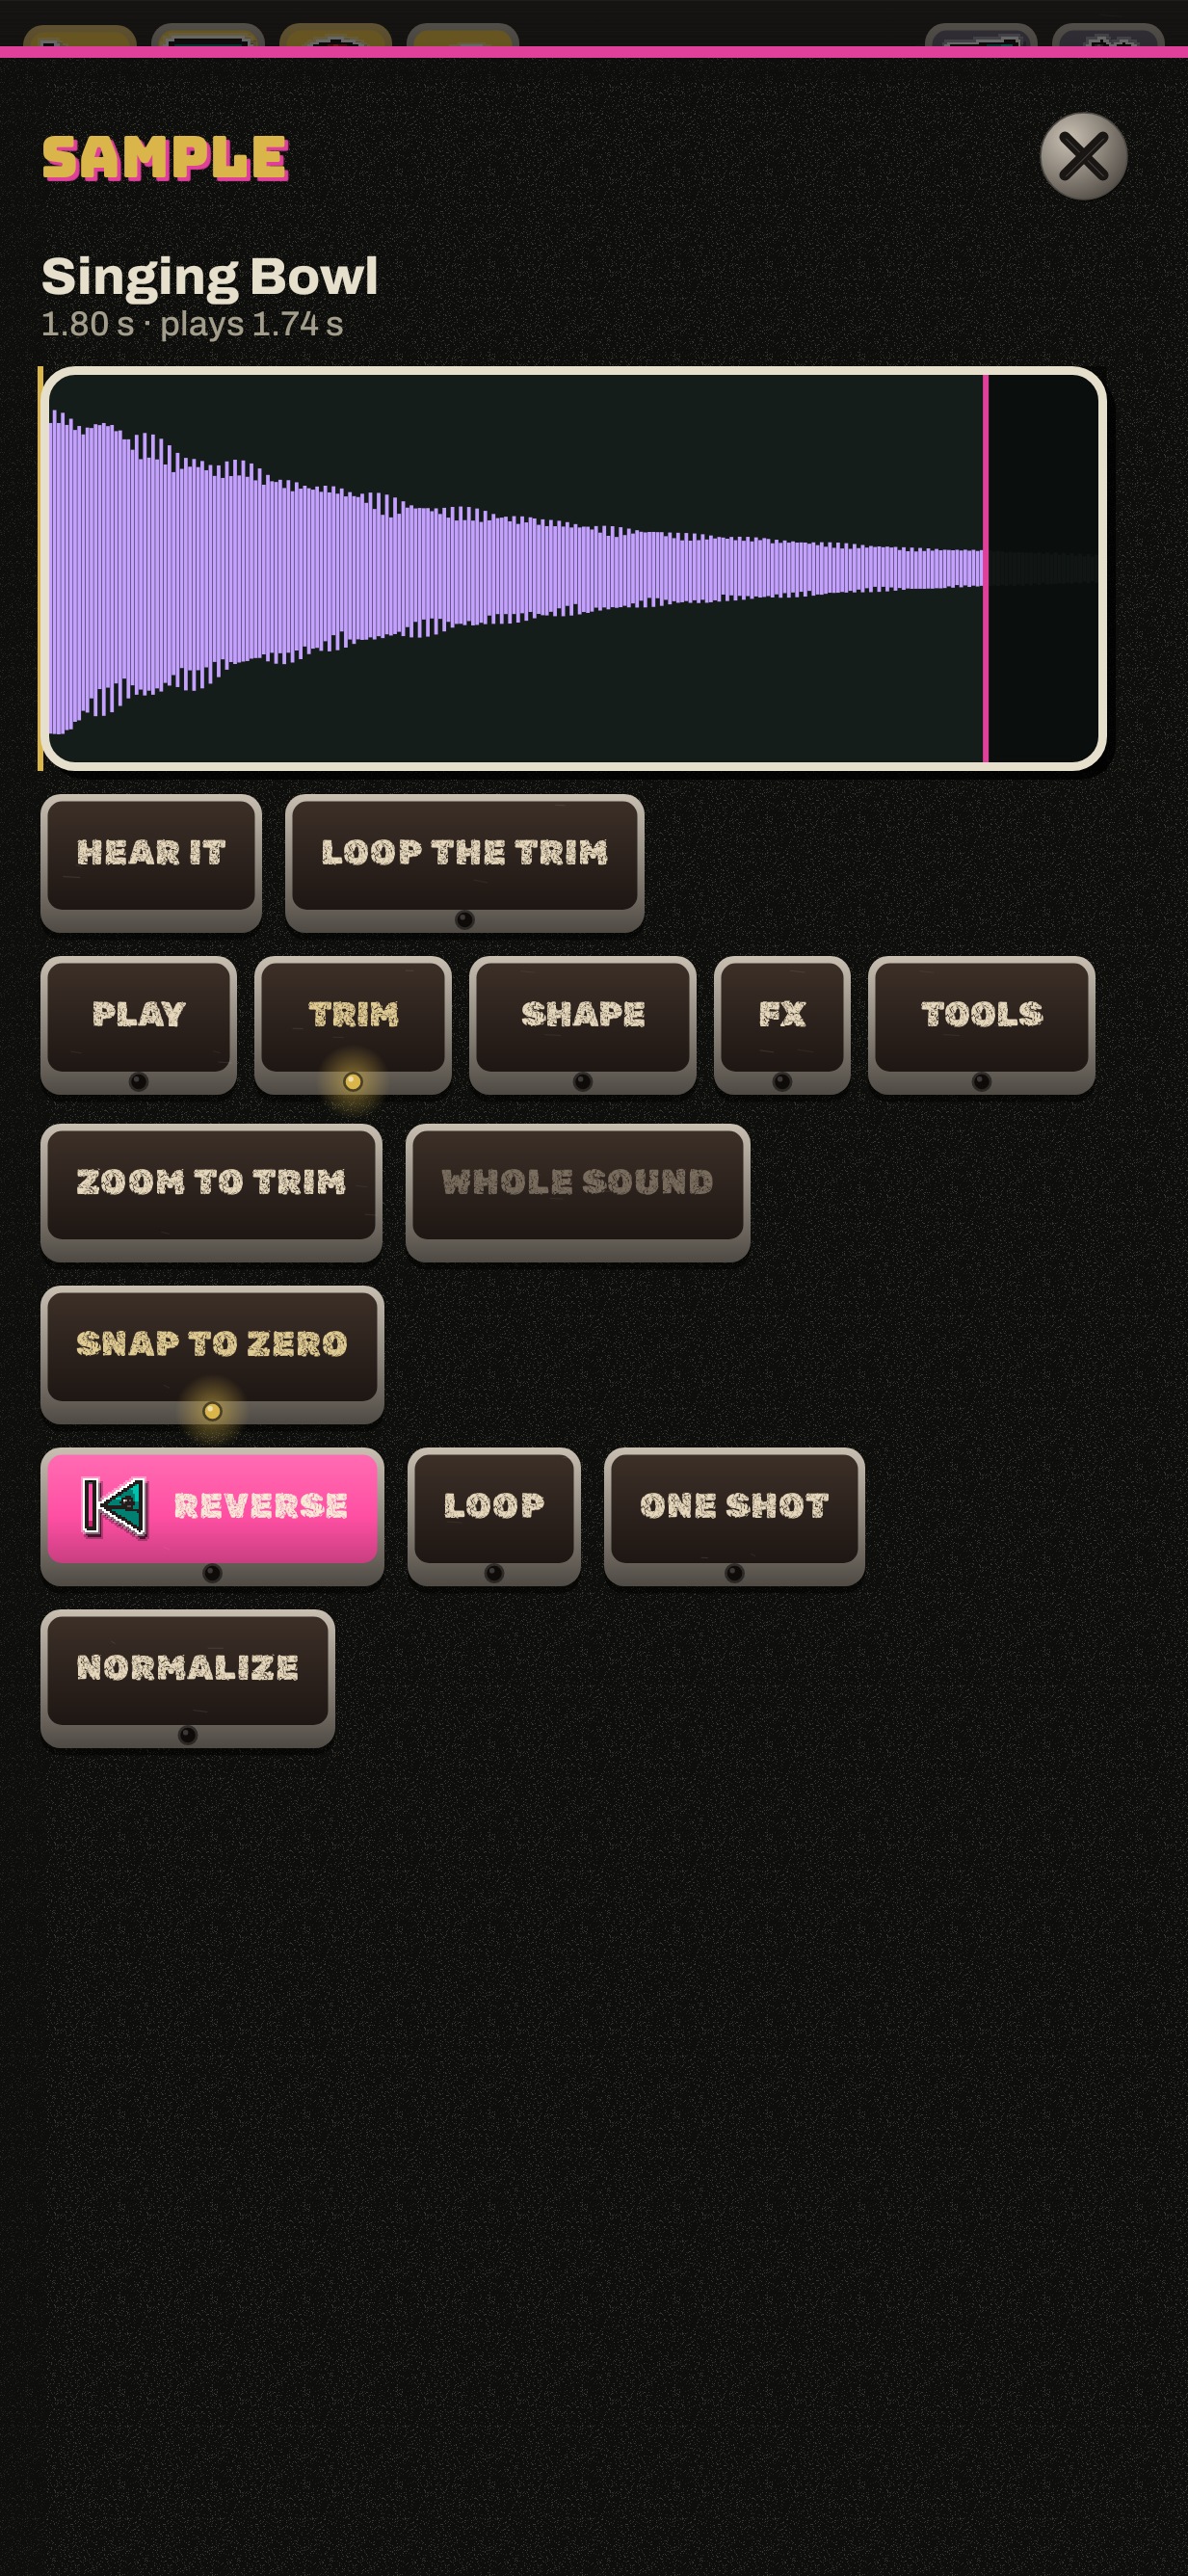 SAMPLE
Singing Bowl
1.80 s · plays 1.74 s
HEAR IT LOOP THE TRIM
PLAY TRIM SHAPE FX TOOLS
ZOOM TO TRIM WHOLE SOUND
SNAP TO ZERO
REVERSE LOOP ONE SHOT
NORMALIZE